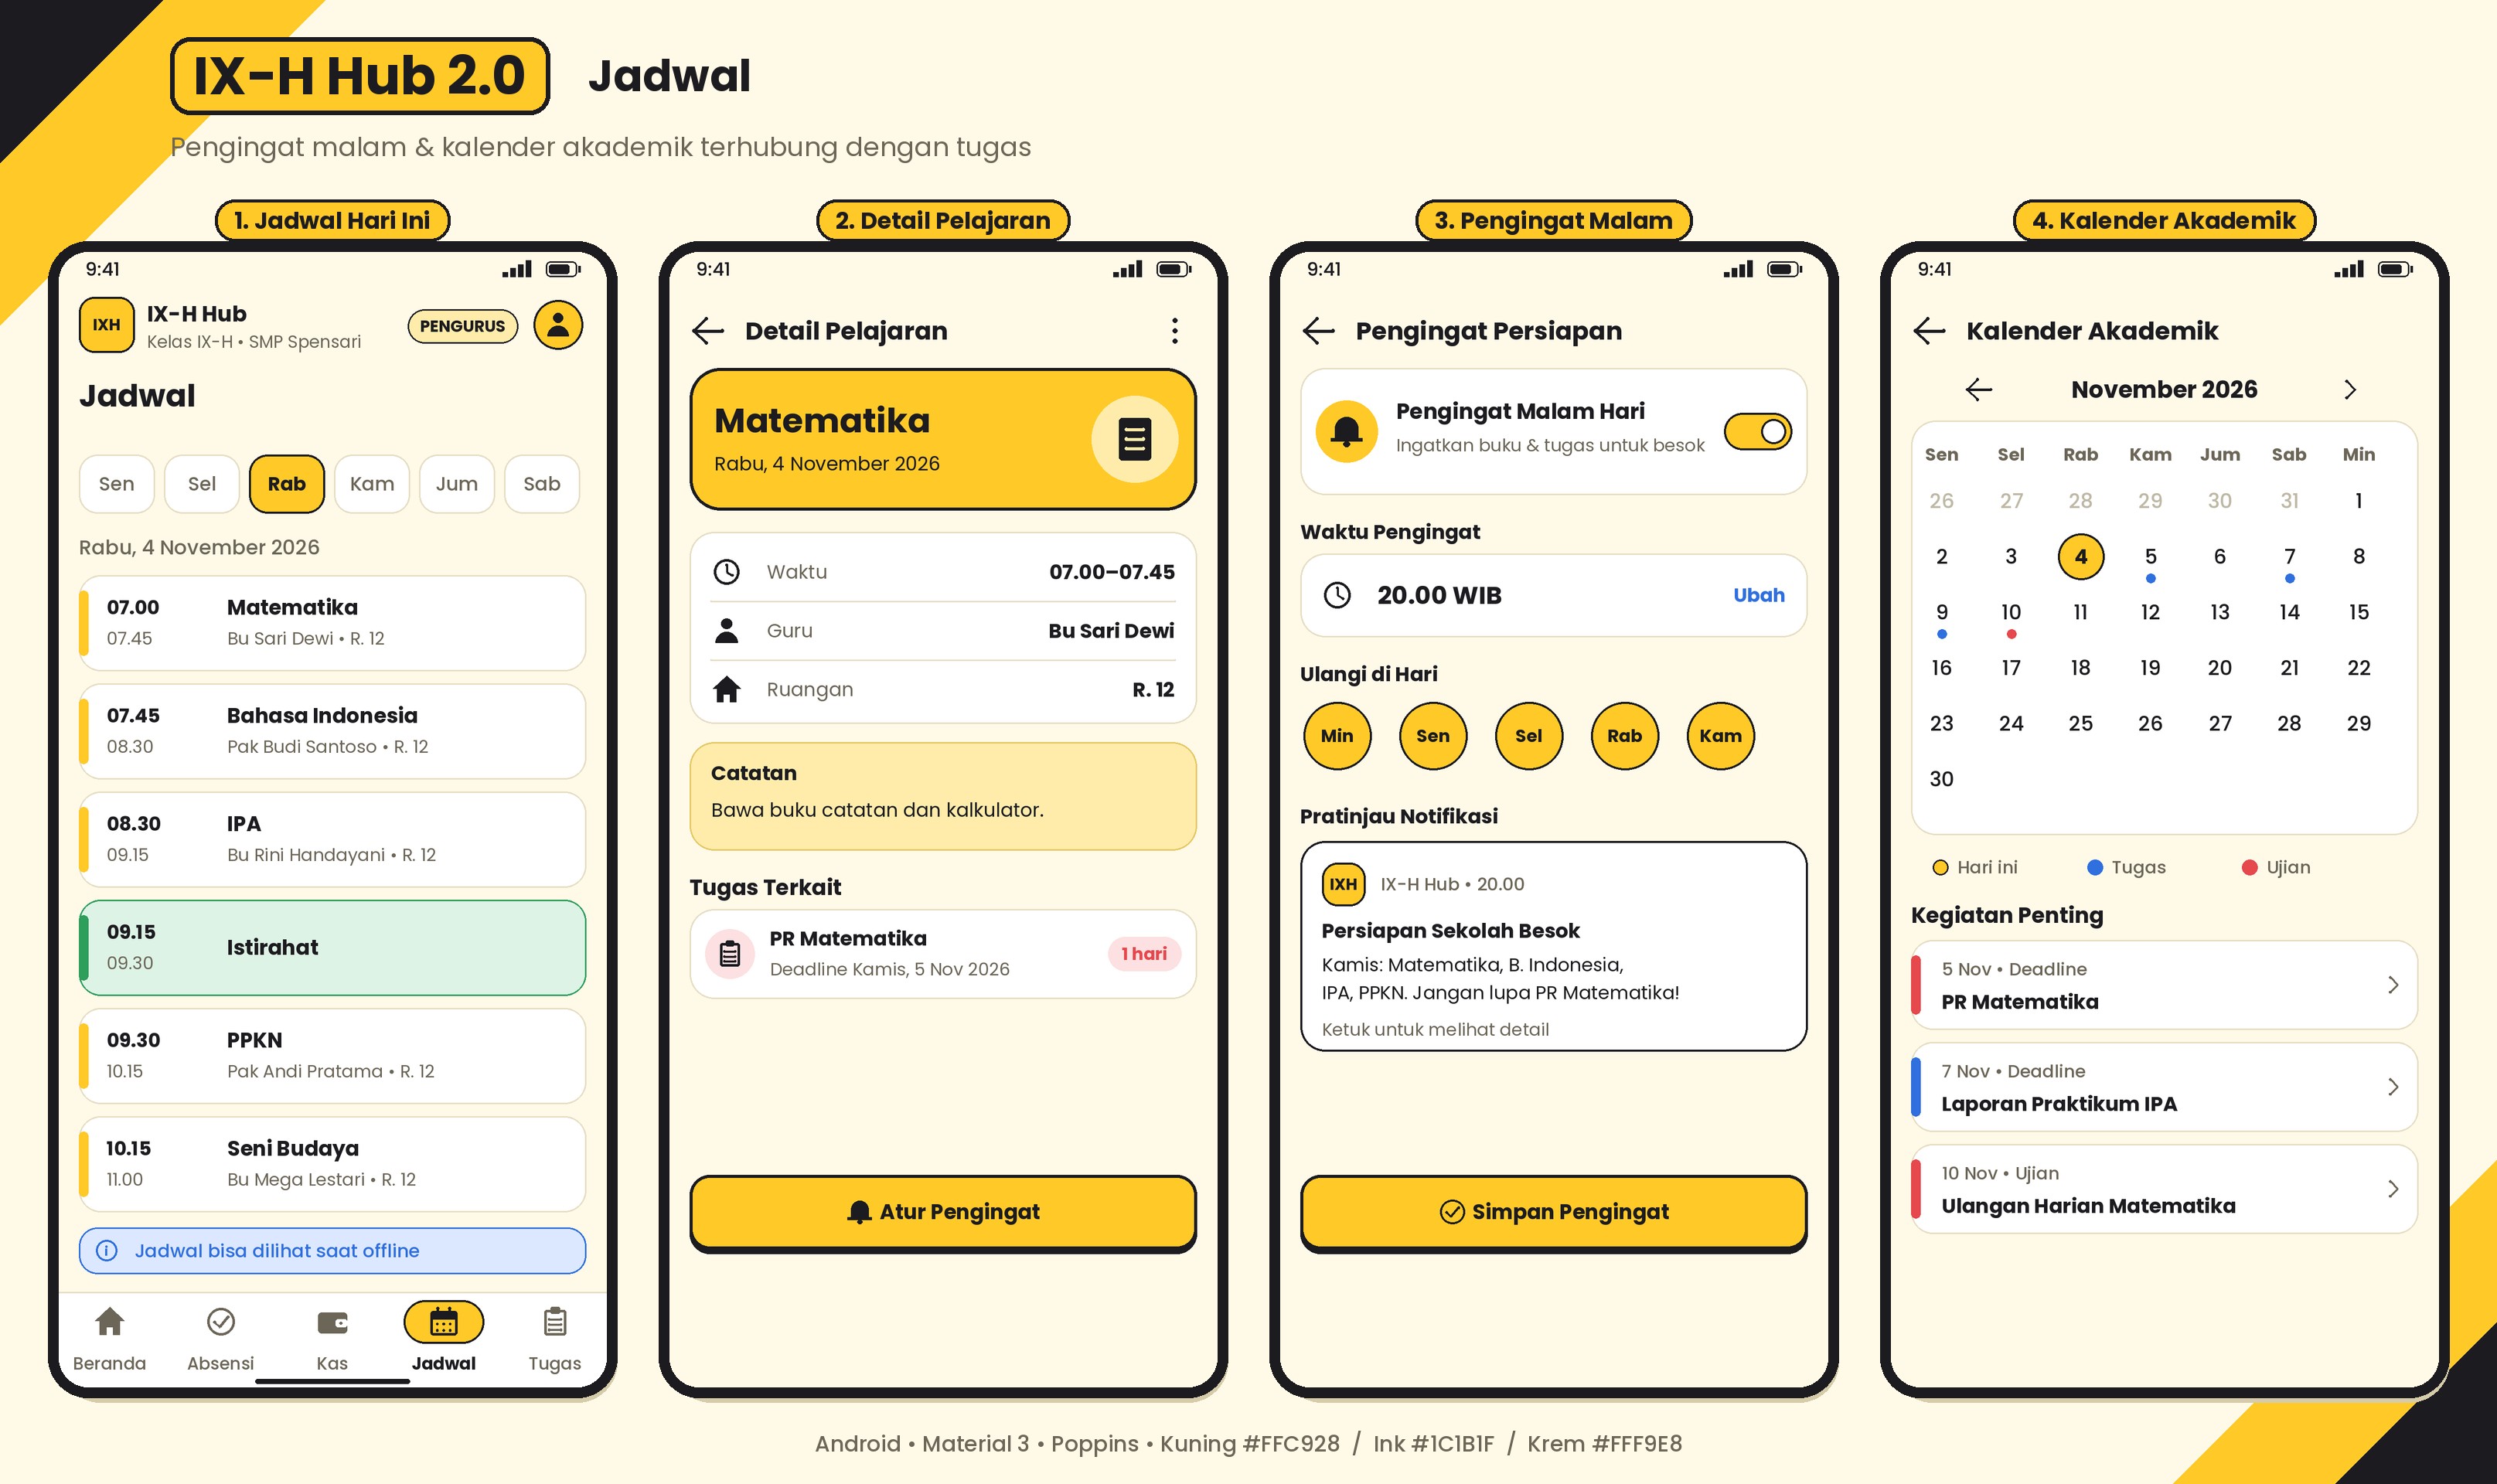 IX-H Hub 2.0
Jadwal
Pengingat malam & kalender akademik terhubung dengan tugas
1. Jadwal Hari Ini
9:41
IXH
IX-H Hub
Kelas IX-H • SMP Spensari
PENGURUS
Jadwal
Sen Sel Rab Kam Jum Sab
Rabu, 4 November 2026
07.00 Matematika
07.45 Bu Sari Dewi • R. 12
07.45 Bahasa Indonesia
08.30 Pak Budi Santoso • R. 12
08.30 IPA
09.15 Bu Rini Handayani • R. 12
09.15
Istirahat
09.30
09.30 PPKN
10.15 Pak Andi Pratama • R. 12
10.15 Seni Budaya
11.00 Bu Mega Lestari • R. 12
Jadwal bisa dilihat saat offline
Beranda Absensi Kas Jadwal Tugas
2. Detail Pelajaran
9:41
Detail Pelajaran
Matematika
Rabu, 4 November 2026
Waktu 07.00–07.45
Guru Bu Sari Dewi
Ruangan R. 12
Catatan
Bawa buku catatan dan kalkulator.
Tugas Terkait
PR Matematika
Deadline Kamis, 5 Nov 2026
1 hari
Atur Pengingat
3. Pengingat Malam
9:41
Pengingat Persiapan
Pengingat Malam Hari
Ingatkan buku & tugas untuk besok
Waktu Pengingat
20.00 WIB Ubah
Ulangi di Hari
Min Sen Sel Rab Kam
Pratinjau Notifikasi
IXH IX-H Hub • 20.00
Persiapan Sekolah Besok
Kamis: Matematika, B. Indonesia,
IPA, PPKN. Jangan lupa PR Matematika!
Ketuk untuk melihat detail
Simpan Pengingat
4. Kalender Akademik
9:41
Kalender Akademik
November 2026
Sen Sel Rab Kam Jum Sab Min
26 27 28 29 30 31 1
2 3 4 5 6 7 8
9 10 11 12 13 14 15
16 17 18 19 20 21 22
23 24 25 26 27 28 29
30
Hari ini Tugas Ujian
Kegiatan Penting
5 Nov • Deadline
PR Matematika
7 Nov • Deadline
Laporan Praktikum IPA
10 Nov • Ujian
Ulangan Harian Matematika
Android • Material 3 • Poppins • Kuning #FFC928 / Ink #1C1B1F / Krem #FFF9E8